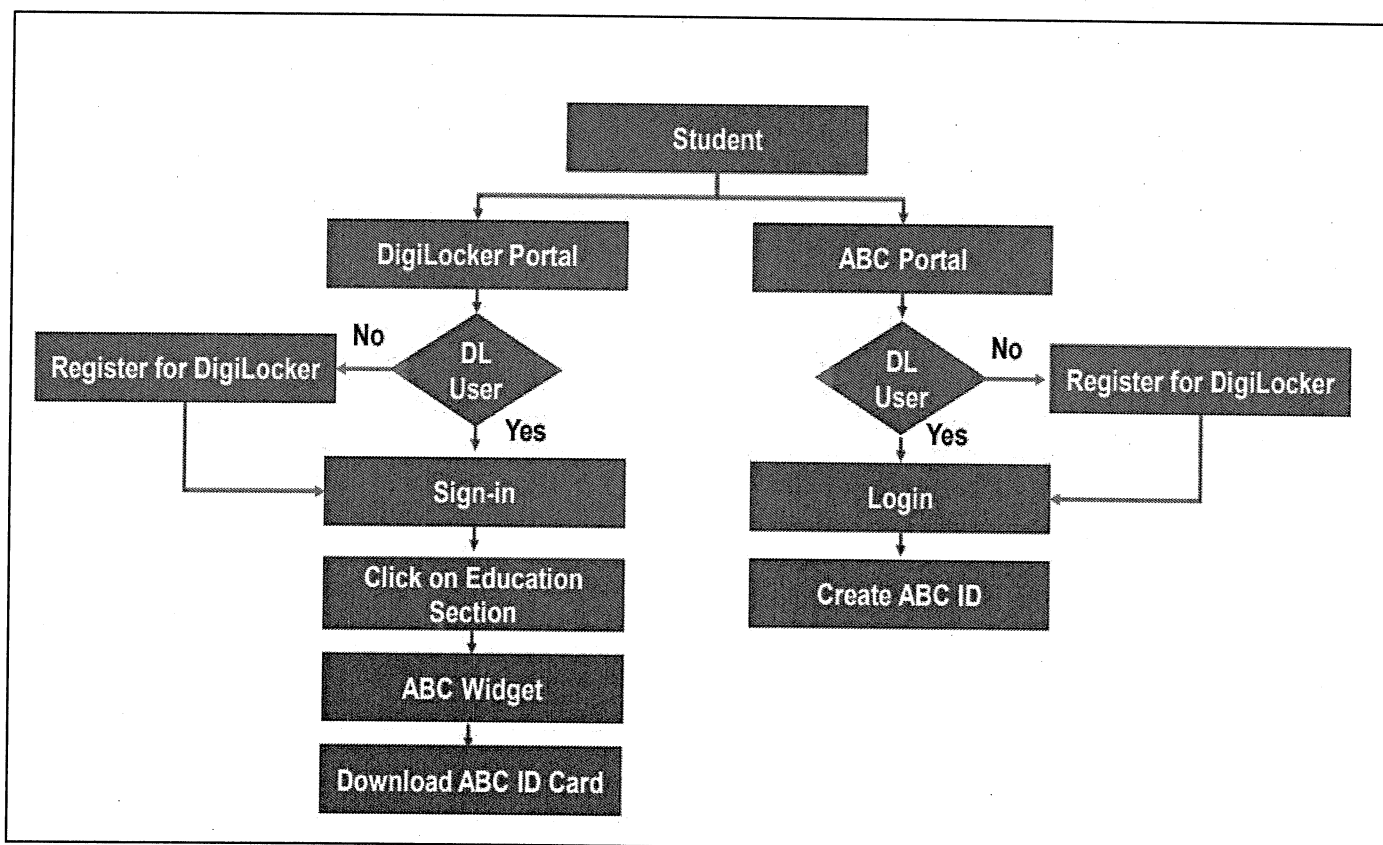 Student
DigiLocker Portal
ABC Portal
No
DL
User
Register for DigiLocker
Yes
DL
User
No
Register for DigiLocker
Yes
Sign-in
Login
Click on Education
Section
Create ABC ID
ABC Widget
Download ABC ID Card